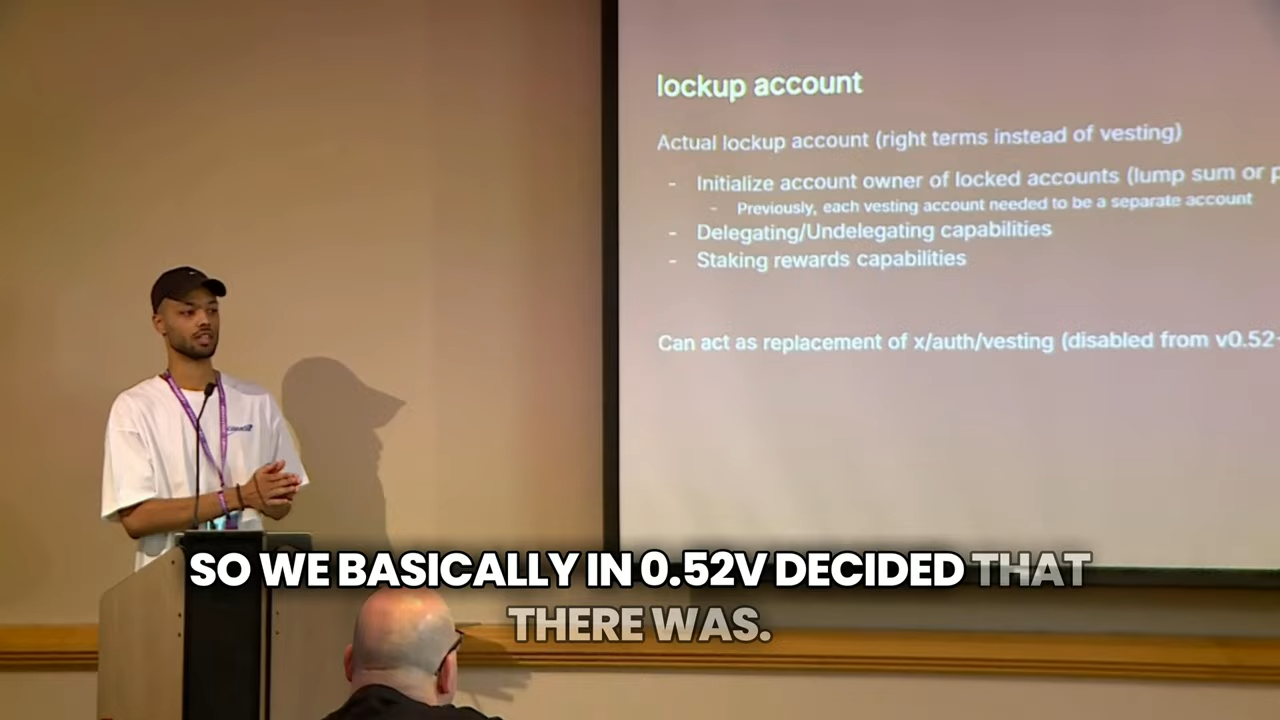 lockup account
Actual lockup account (right terms instead of vesting)
- Initialize account owner of locked accounts (lump sum or p
- Previously, each vesting account needed to be a separate account
- Delegating/Undelegating capabilities
- Staking rewards capabilities
Can act as replacement of x/auth/vesting (disabled from v0.52
SO WE BASICALLY IN 0.52V DECIDED THAT
THERE WAS.